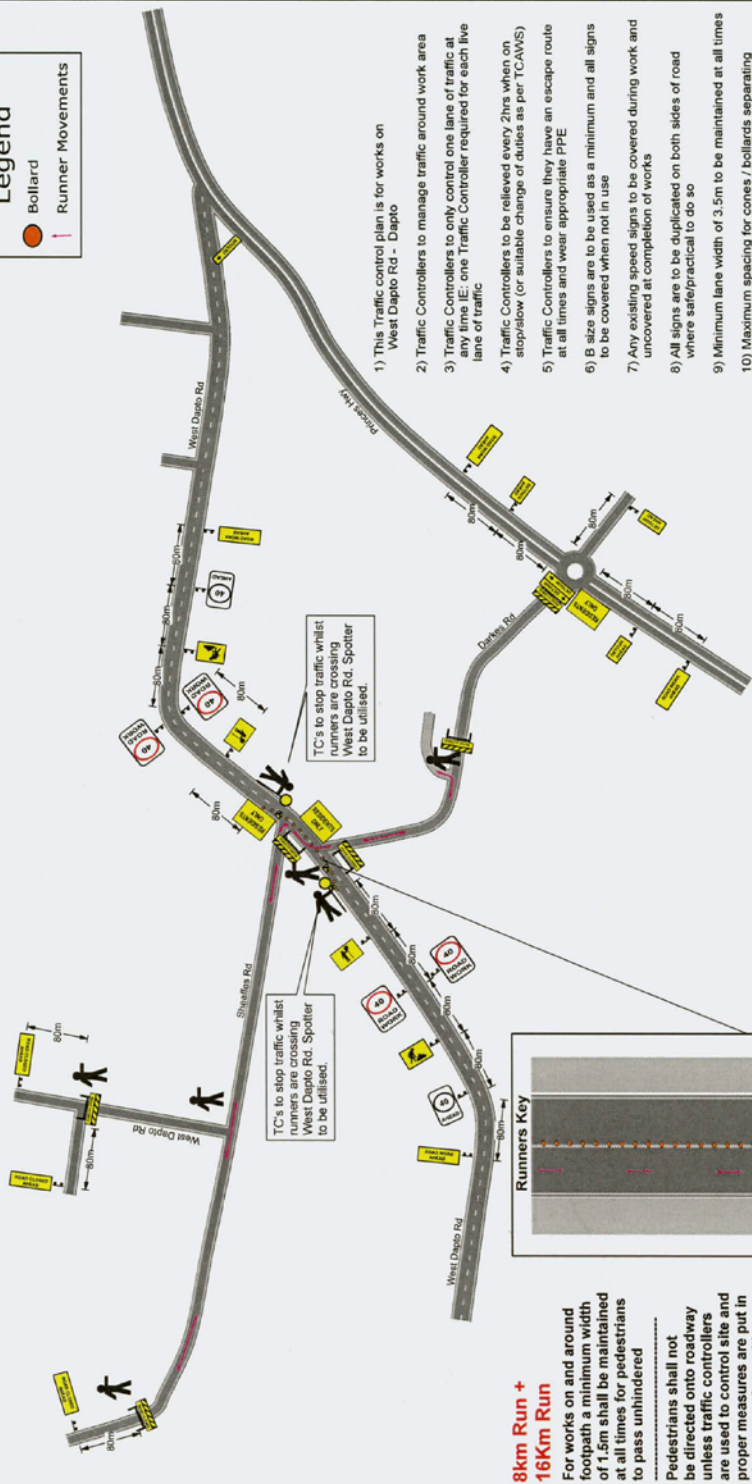 Legend
Bollard
Runner Movements
West Dapto Rd
Princes Hwy
DETOUR
80m
80m
80m
ROAD WORK
AHEAD
40
AHEAD
40
ROAD
WORK
40
ROAD
WORK
80m
80m
RESIDENTS
ONLY
TC's to stop traffic whilst
runners are crossing
West Dapto Rd. Spotter
to be utilised.
Darkes Rd
RESIDENTS
ONLY
DETOUR
AHEAD
ROAD WORK
AHEAD
80m
80m
80m
80m
80m
Sheaffes Rd
West Dapto Rd
80m
80m
80m
TC's to stop traffic whilst
runners are crossing
West Dapto Rd. Spotter
to be utilised.
40
ROAD
WORK
40
ROAD
WORK
40
AHEAD
80m
80m
80m
80m
West Dapto Rd
1) This Traffic control plan is for works on
West Dapto Rd - Dapto
2) Traffic Controllers to manage traffic around work area
3) Traffic Controllers to only control one lane of traffic at
any time IE: one Traffic Controller required for each live
lane of traffic
4) Traffic Controllers to be relieved every 2hrs when on
stop/slow (or suitable change of duties as per TCAWS)
5) Traffic Controllers to ensure they have an escape route
at all times and wear appropriate PPE
6) B size signs are to be used as a minimum and all signs
to be covered when not in use
7) Any existing speed signs to be covered during work and
uncovered at completion of works
8) All signs are to be duplicated on both sides of road
where safe/practical to do so
9) Minimum lane width of 3.5m to be maintained at all times
10) Maximum spacing for cones / bollards separating
Runners Key
8km Run +
16Km Run
For works on and around
footpath a minimum width
of 1.5m shall be maintained
at all times for pedestrians
to pass unhindered
Pedestrians shall not
be directed onto roadway
unless traffic controllers
are used to control site and
proper measures are put in